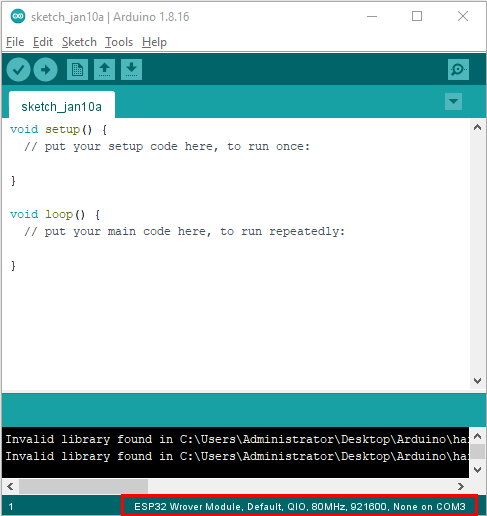 sketch_jan10a | Arduino 1.8.16
File Edit Sketch Tools Help
sketch_jan10a
void setup() {
  // put your setup code here, to run once:
}
void loop() {
  // put your main code here, to run repeatedly:
}
Invalid library found in C:\Users\Administrator\Desktop\Arduino\ha
Invalid library found in C:\Users\Administrator\Desktop\Arduino\ha
1 ESP32 Wrover Module, Default, QIO, 80MHz, 921600, None on COM3